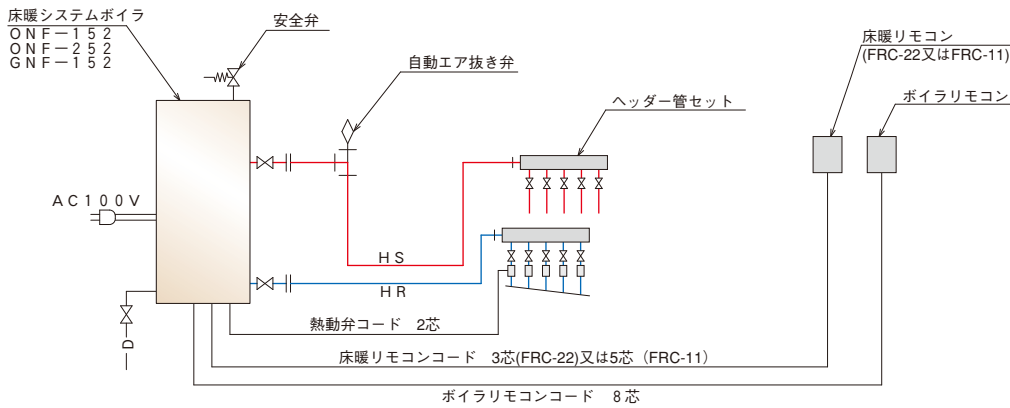 床暖システムボイラ
ONF－152
ONF－252
GNF－152
安全弁
自動エア抜き弁
ヘッダー管セット
床暖リモコン
(FRC-22又はFRC-11)
ボイラリモコン
AC100V
HS
HR
D
熱動弁コード　2芯
床暖リモコンコード　3芯(FRC-22)又は5芯（FRC-11）
ボイラリモコンコード　8芯